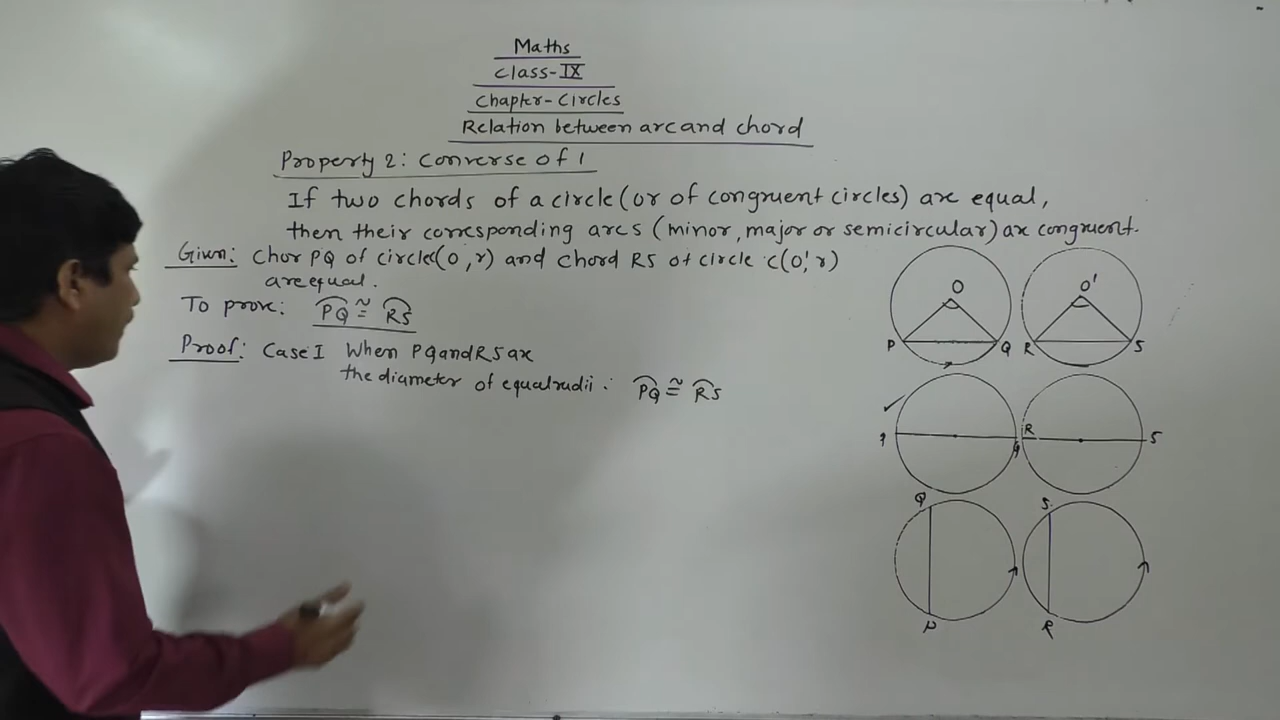 Maths
Class-IX
Chapter-Circles
Relation between arc and chord
Property 2: Converse of 1
If two chords of a circle (or of congruent circles) are equal,
then their corresponding arcs (minor, major or semicircular) are congruent.
Given: Chor PQ of circle(O,r) and chord RS of circle c(O',r)
are equal.
To prove: PQ ≅ RS
Proof: Case I When PQ and RS are
the diameter of equal radii. PQ ≅ RS
O O'
P Q R S
R S
Q S
P R